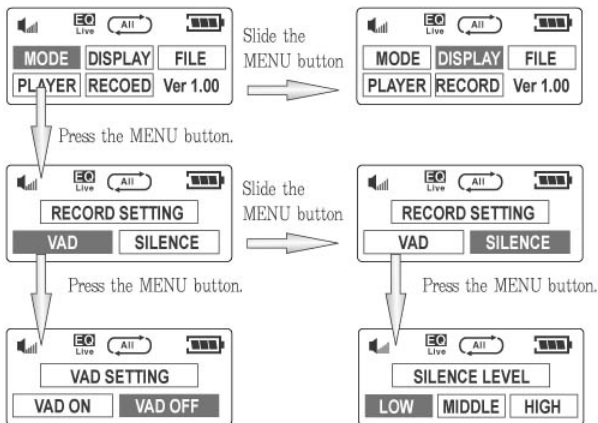 EQ Live All
MODE DISPLAY FILE
PLAYER RECOED Ver 1.00
Slide the
MENU button
EQ Live All
MODE DISPLAY FILE
PLAYER RECORD Ver 1.00
Press the MENU button.
EQ Live All
RECORD SETTING
VAD SILENCE
Slide the
MENU button
EQ Live All
RECORD SETTING
VAD SILENCE
Press the MENU button.
Press the MENU button.
EQ Live All
VAD SETTING
VAD ON VAD OFF
EQ Live All
SILENCE LEVEL
LOW MIDDLE HIGH